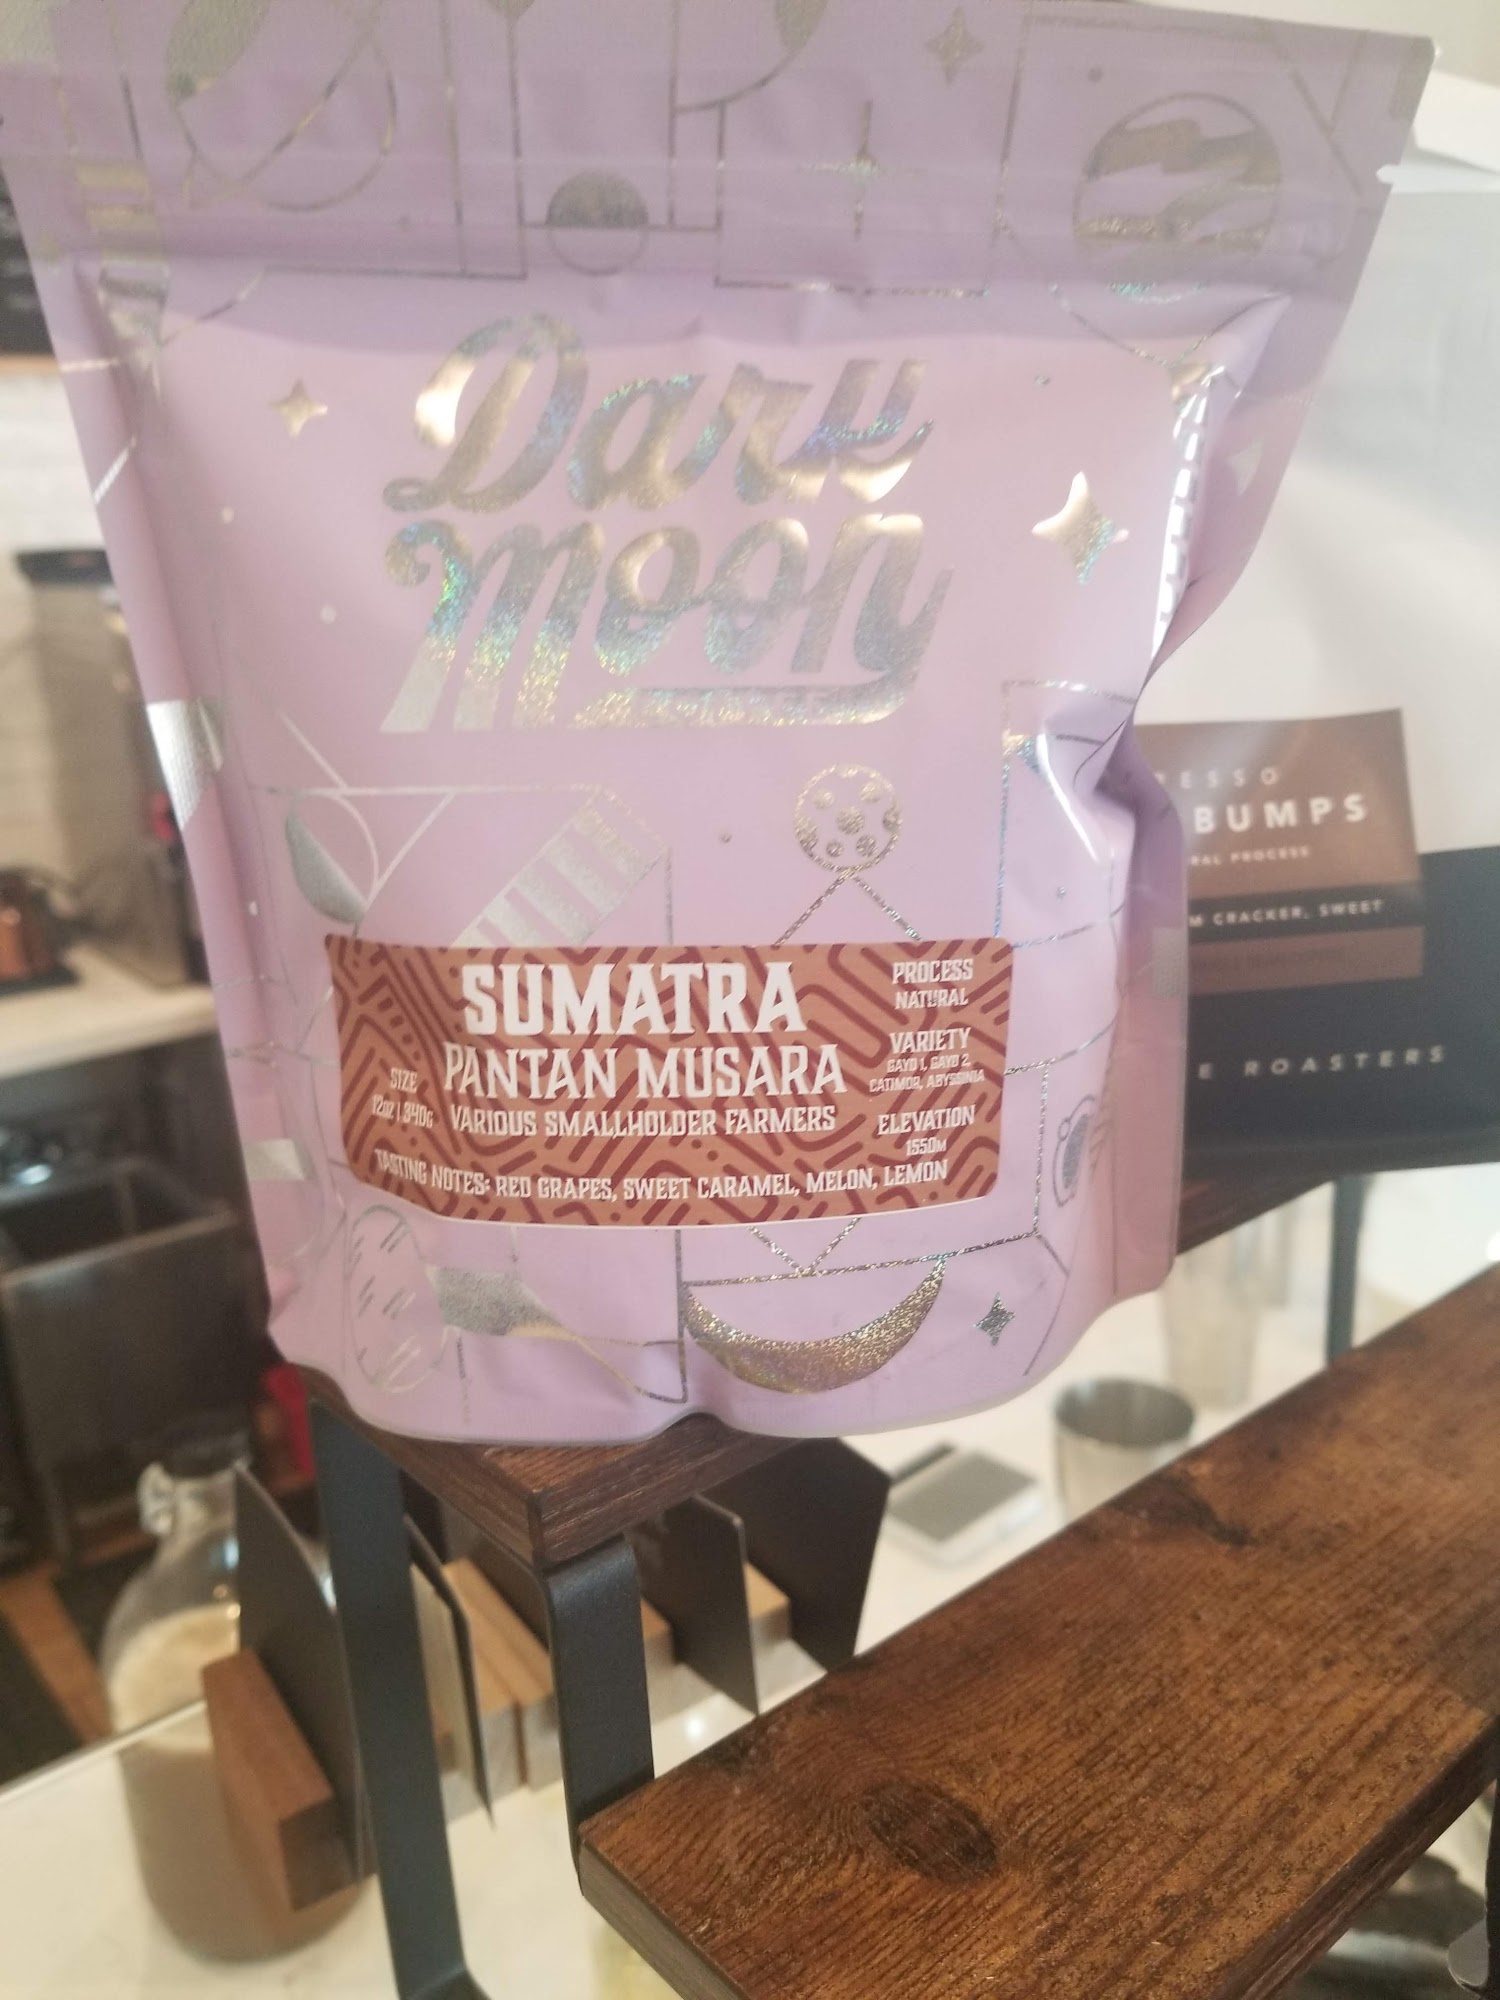 Dark
Moon
SUMATRA
PANTAN MUSARA
VARIOUS SMALLHOLDER FARMERS
SIZE
12oz | 340G
PROCESS
NATURAL
VARIETY
GAYO 1, GAYO 2,
CATIMOR, ABYSSINIA
ELEVATION
1550M
TASTING NOTES: RED GRAPES, SWEET CARAMEL, MELON, LEMON
BUMPS
PROCESS
CRACKER, SWEET
ROASTERS